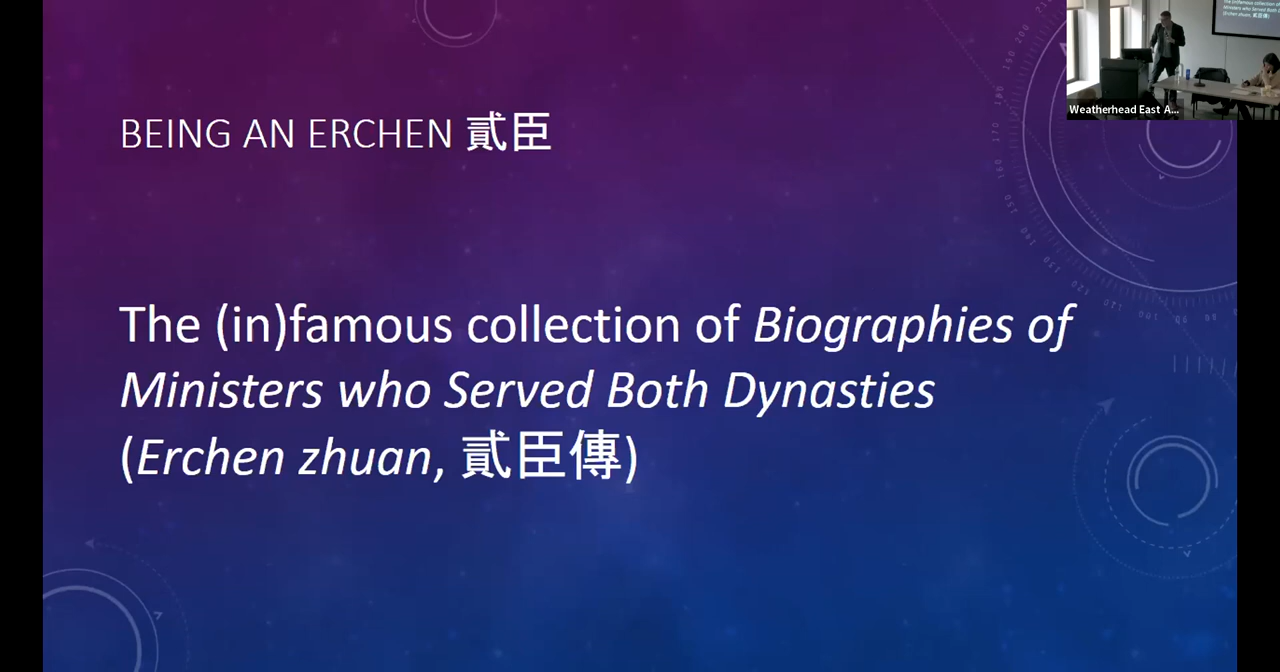 BEING AN ERCHEN 貳臣
The (in)famous collection of Biographies of
Ministers who Served Both Dynasties
(Erchen zhuan, 貳臣傳)
Weatherhead East A...